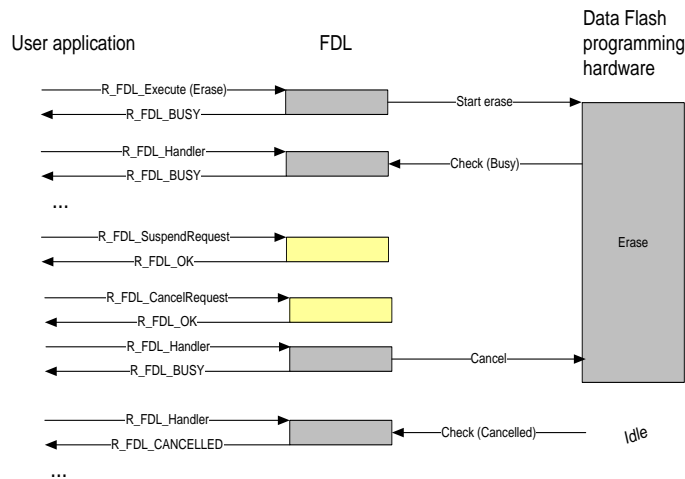 User application
FDL
Data Flash
programming
hardware
R_FDL_Execute (Erase)
Start erase
R_FDL_BUSY
R_FDL_Handler
Check (Busy)
R_FDL_BUSY
...
R_FDL_SuspendRequest
R_FDL_OK
Erase
R_FDL_CancelRequest
R_FDL_OK
R_FDL_Handler
Cancel
R_FDL_BUSY
R_FDL_Handler
Check (Cancelled)
Idle
R_FDL_CANCELLED
...